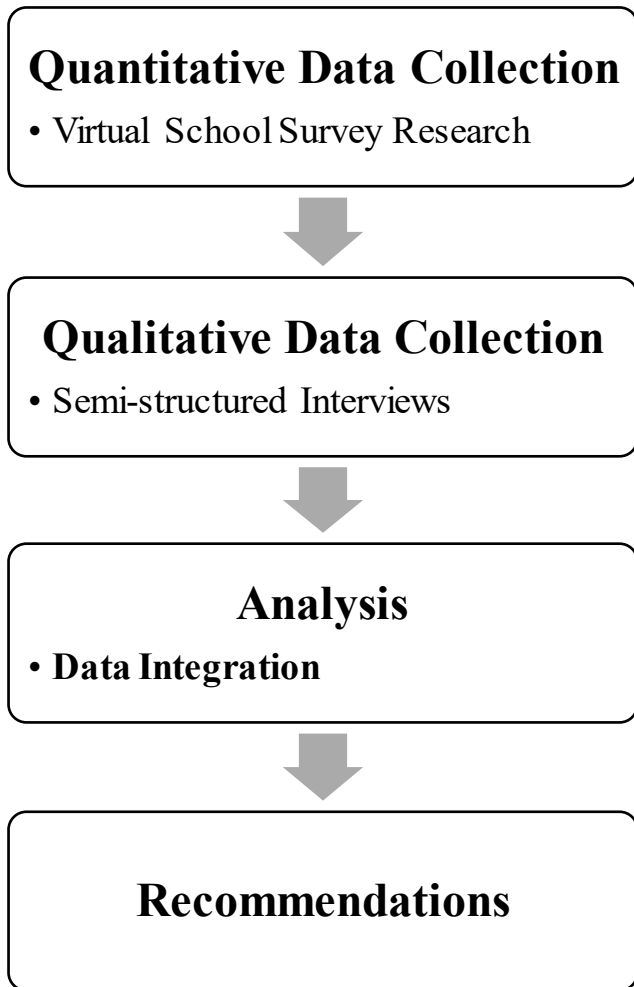 Quantitative Data Collection
• Virtual School Survey Research
Qualitative Data Collection
• Semi-structured Interviews
Analysis
• Data Integration
Recommendations